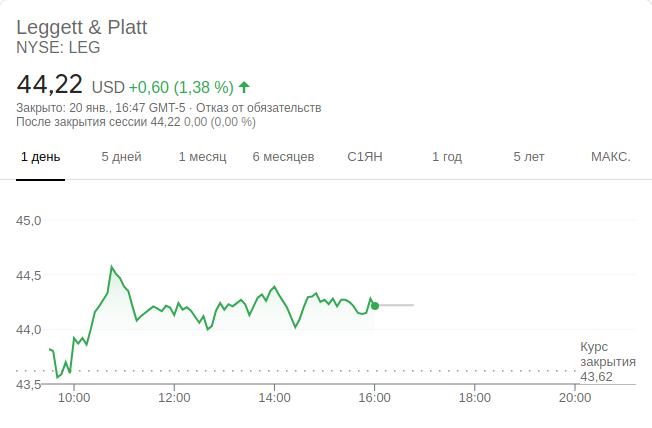 Leggett & Platt
NYSE: LEG
44,22 USD +0,60 (1,38 %)
Закрыто: 20 янв., 16:47 GMT-5 · Отказ от обязательств
После закрытия сессии 44,22 0,00 (0,00 %)
1 день 5 дней 1 месяц 6 месяцев С1ЯН 1 год 5 лет МАКС.
45,0
44,5
44,0
Курс
закрытия
43,62
43,5
10:00 12:00 14:00 16:00 18:00 20:00